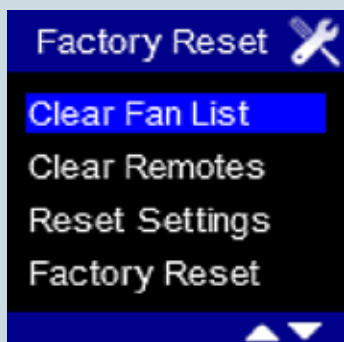 Factory Reset
Clear Fan List
Clear Remotes
Reset Settings
Factory Reset